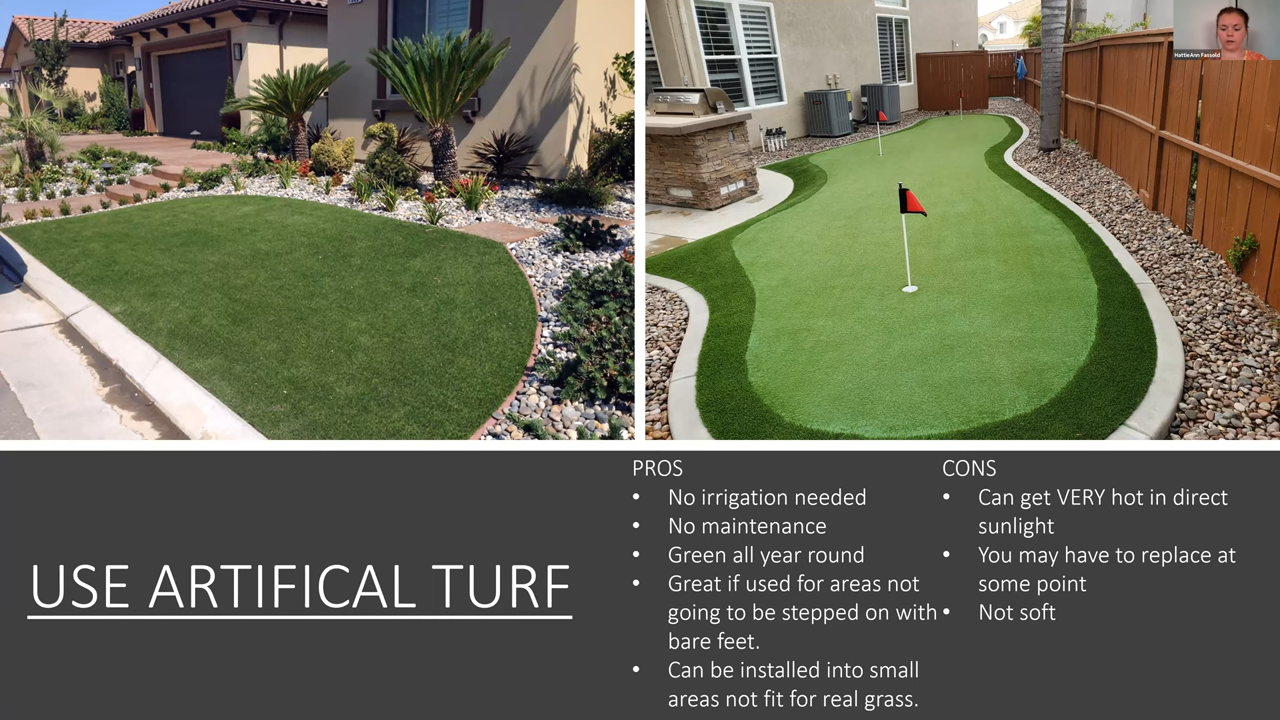 HattieAnn Fassold
USE ARTIFICAL TURF
PROS
• No irrigation needed
• No maintenance
• Green all year round
• Great if used for areas not
going to be stepped on with
bare feet.
• Can be installed into small
areas not fit for real grass.
CONS
• Can get VERY hot in direct
sunlight
• You may have to replace at
some point
• Not soft